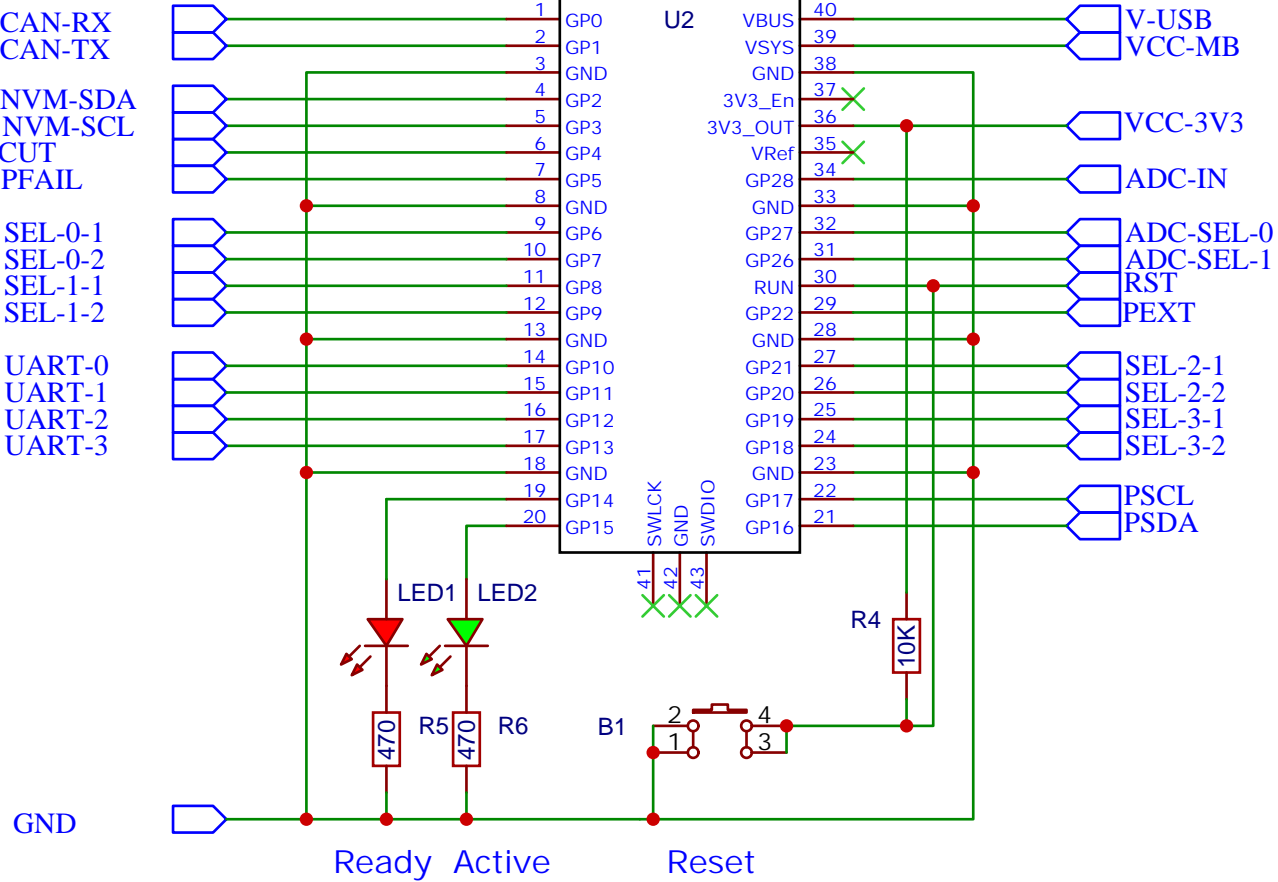 CAN-RX 1 GP0 U2 VBUS 40 V-USB
CAN-TX 2 GP1 VSYS 39 VCC-MB
3 GND GND 38
NVM-SDA 4 GP2 3V3_En 37
NVM-SCL 5 GP3 3V3_OUT 36 VCC-3V3
CUT 6 GP4 VRef 35
PFAIL 7 GP5 GP28 34 ADC-IN
8 GND GND 33
SEL-0-1 9 GP6 GP27 32 ADC-SEL-0
SEL-0-2 10 GP7 GP26 31 ADC-SEL-1
SEL-1-1 11 GP8 RUN 30 RST
SEL-1-2 12 GP9 GP22 29 PEXT
13 GND GND 28
UART-0 14 GP10 GP21 27 SEL-2-1
UART-1 15 GP11 GP20 26 SEL-2-2
UART-2 16 GP12 GP19 25 SEL-3-1
UART-3 17 GP13 GP18 24 SEL-3-2
18 GND GND 23
19 GP14 GP17 22 PSCL
20 GP15 GP16 21 PSDA
SWLCK GND SWDIO
41 42 43
LED1 LED2
R4 10K
470 R5 470 R6
B1 2 4
1 3
GND
Ready Active Reset